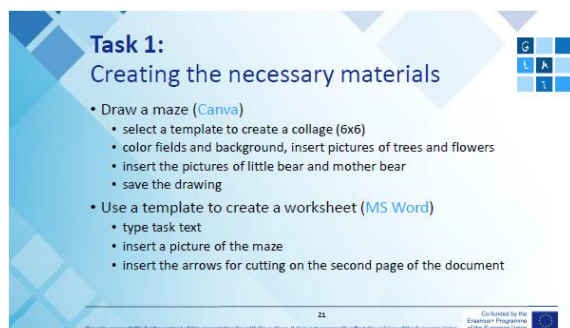 Task 1:
Creating the necessary materials
G
L A
T
• Draw a maze (Canva)
• select a template to create a collage (6x6)
• color fields and background, insert pictures of trees and flowers
• insert the pictures of little bear and mother bear
• save the drawing
• Use a template to create a worksheet (MS Word)
• type task text
• insert a picture of the maze
• insert the arrows for cutting on the second page of the document
21
Co-funded by the
Erasmus+ Programme
of the European Union